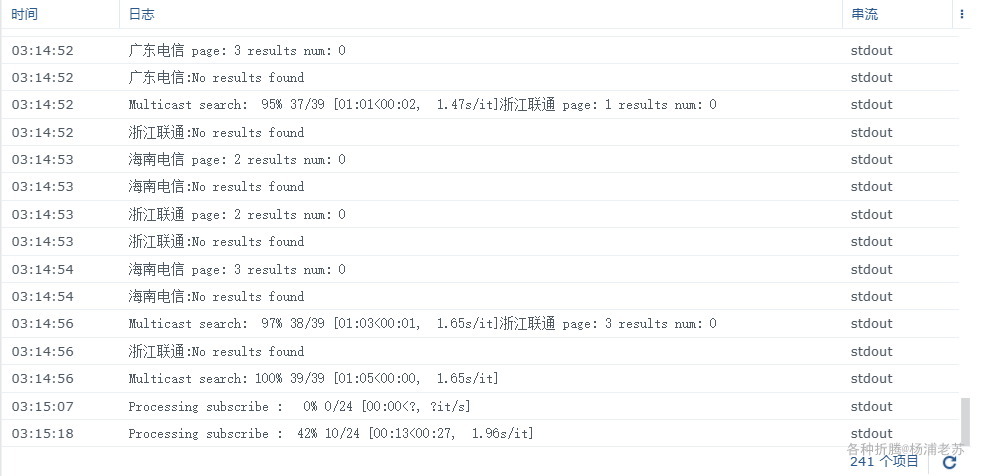 时间 日志 串流
03:14:52 广东电信 page: 3 results num: 0 stdout
03:14:52 广东电信:No results found stdout
03:14:52 Multicast search:  95% 37/39 [01:01<00:02,  1.47s/it]浙江联通 page: 1 results num: 0 stdout
03:14:52 浙江联通:No results found stdout
03:14:53 海南电信 page: 2 results num: 0 stdout
03:14:53 海南电信:No results found stdout
03:14:53 浙江联通 page: 2 results num: 0 stdout
03:14:53 浙江联通:No results found stdout
03:14:54 海南电信 page: 3 results num: 0 stdout
03:14:54 海南电信:No results found stdout
03:14:56 Multicast search:  97% 38/39 [01:03<00:01,  1.65s/it]浙江联通 page: 3 results num: 0 stdout
03:14:56 浙江联通:No results found stdout
03:14:56 Multicast search: 100% 39/39 [01:05<00:00,  1.65s/it] stdout
03:15:07 Processing subscribe :   0% 0/24 [00:00<?, ?it/s] stdout
03:15:18 Processing subscribe :  42% 10/24 [00:13<00:27,  1.96s/it] stdout
各种折腾@杨浦老苏
241 个项目